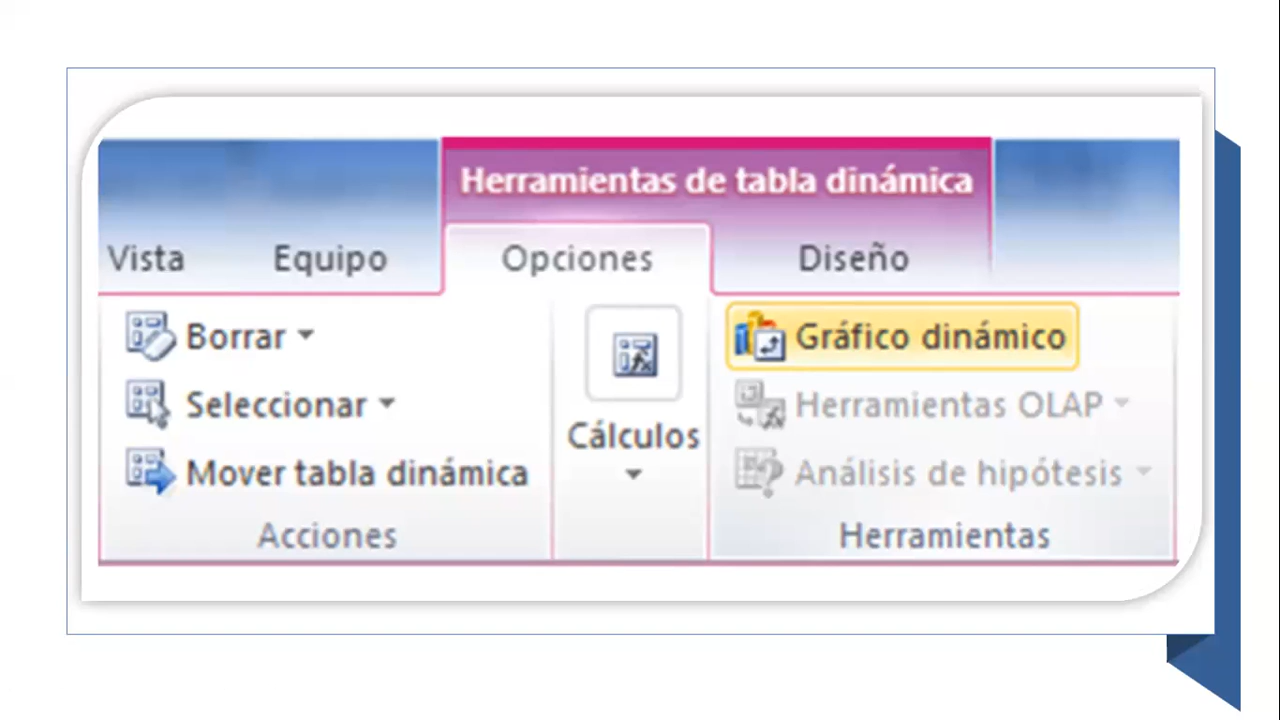 Herramientas de tabla dinámica
Vista Equipo Opciones Diseño
Borrar
Seleccionar
Mover tabla dinámica
Acciones
Cálculos
Gráfico dinámico
Herramientas OLAP
Análisis de hipótesis
Herramientas